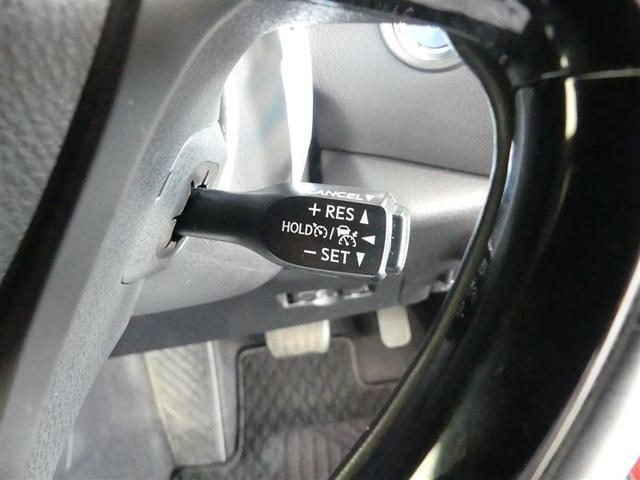 CANCEL▼
+ RES ▲
HOLD / ◄
− SET ▼